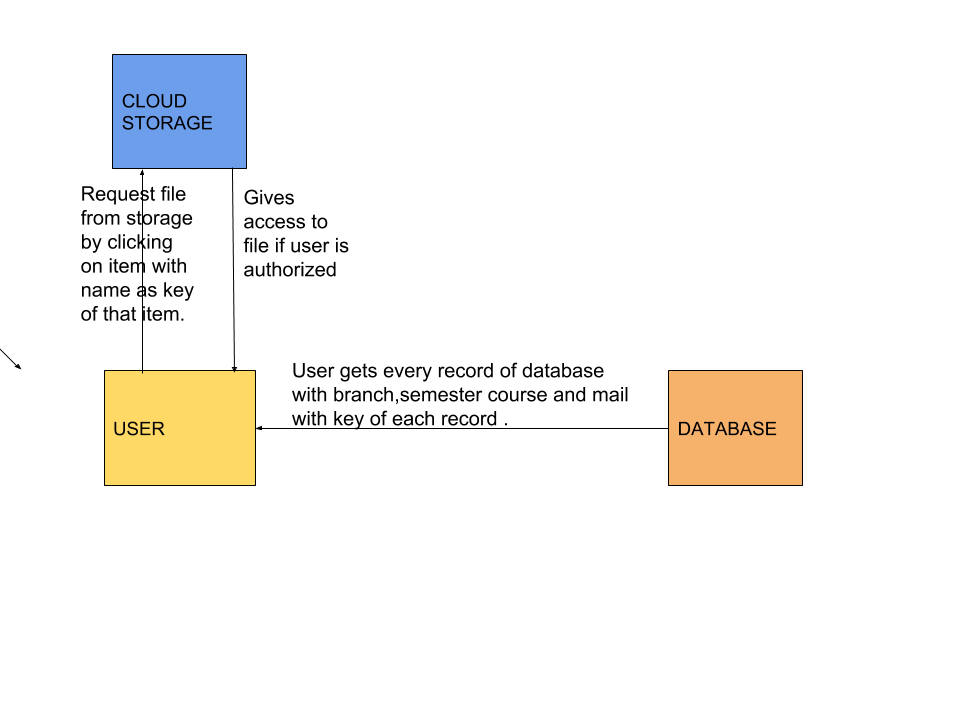 CLOUD
STORAGE
Request file
from storage
by clicking
on item with
name as key
of that item.
Gives
access to
file if user is
authorized
User gets every record of database
with branch,semester course and mail
with key of each record .
USER
DATABASE